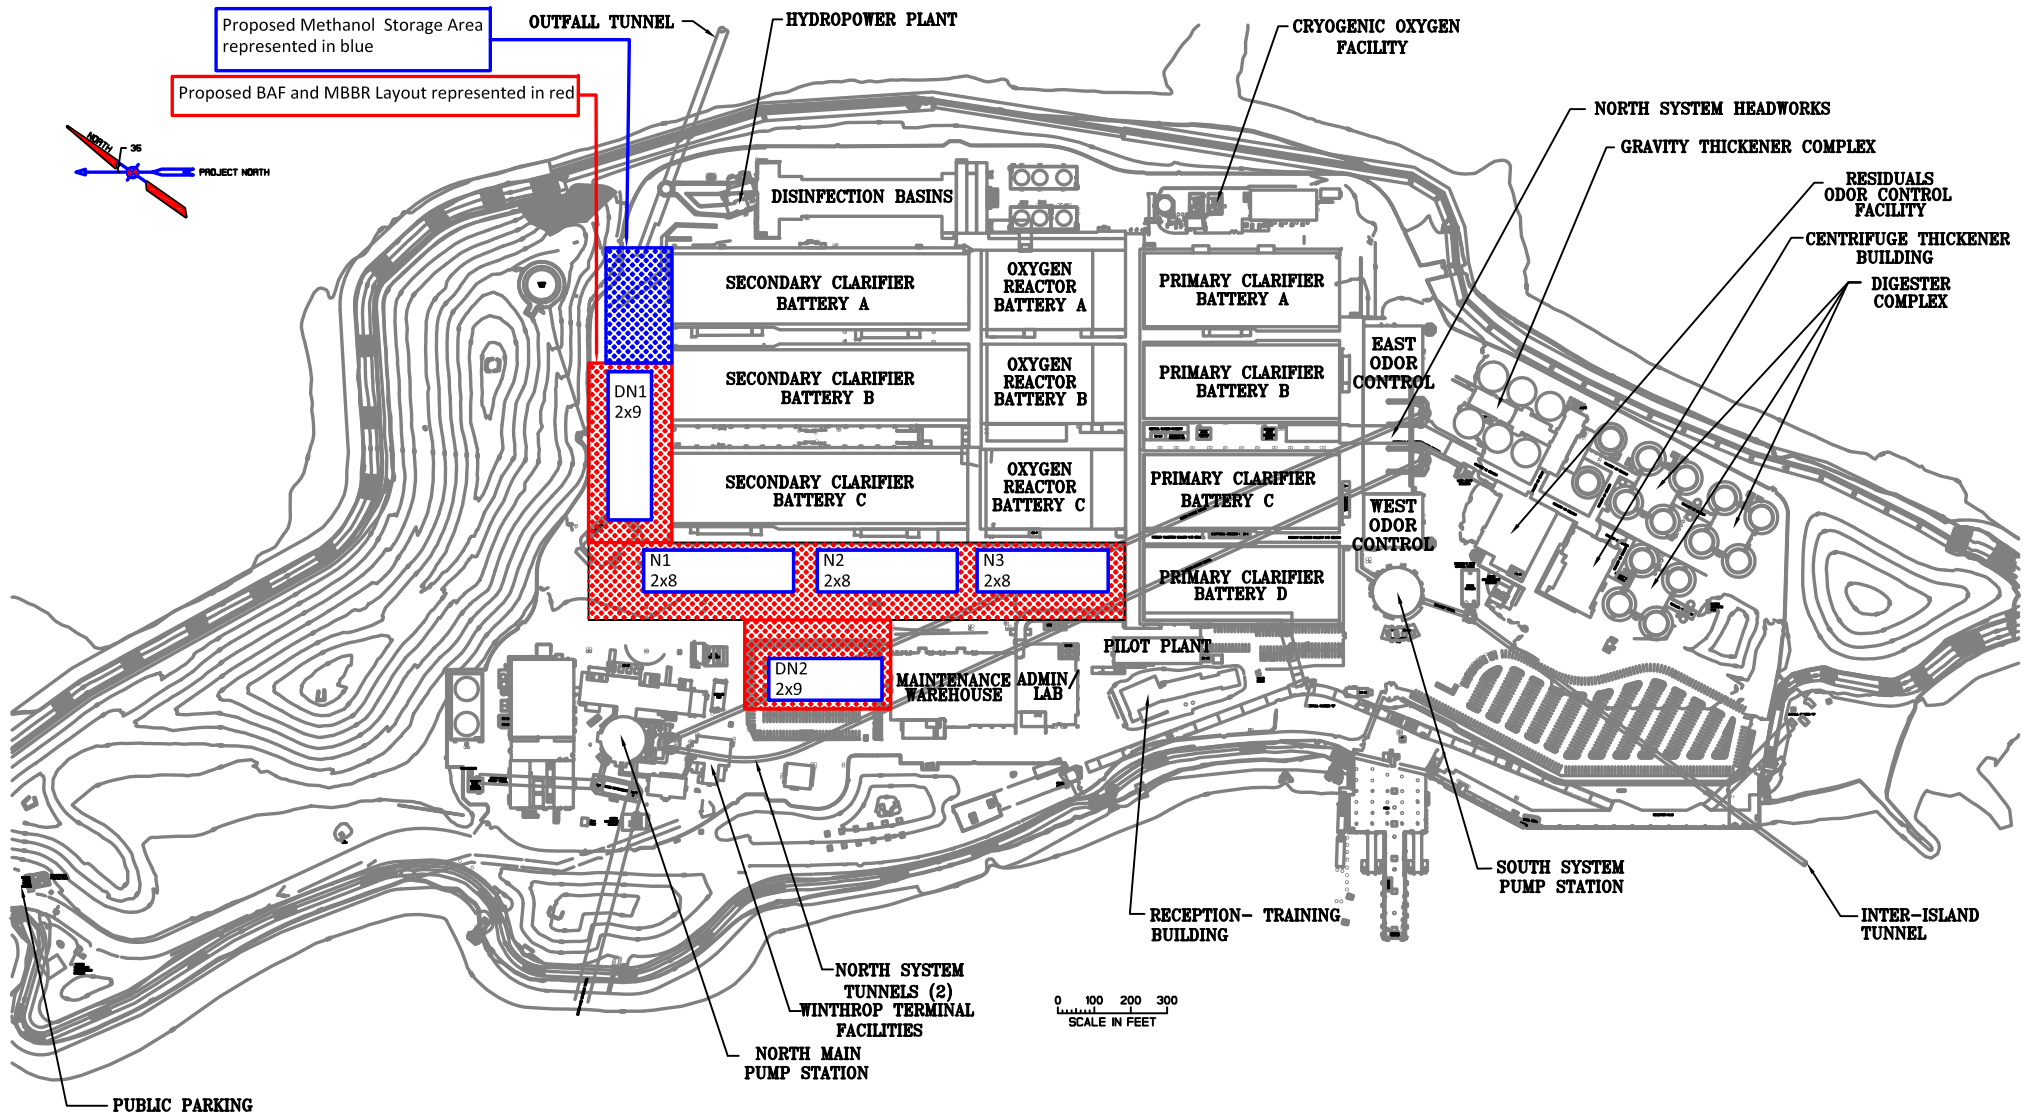 Proposed Methanol Storage Area
represented in blue
Proposed BAF and MBBR Layout represented in red
OUTFALL TUNNEL
HYDROPOWER PLANT
CRYOGENIC OXYGEN
FACILITY
NORTH SYSTEM HEADWORKS
GRAVITY THICKENER COMPLEX
RESIDUALS
ODOR CONTROL
FACILITY
CENTRIFUGE THICKENER
BUILDING
DIGESTER
COMPLEX
NORTH
35
PROJECT NORTH
DISINFECTION BASINS
SECONDARY CLARIFIER
BATTERY A
OXYGEN
REACTOR
BATTERY A
PRIMARY CLARIFIER
BATTERY A
SECONDARY CLARIFIER
BATTERY B
OXYGEN
REACTOR
BATTERY B
PRIMARY CLARIFIER
BATTERY B
EAST
ODOR
CONTROL
SECONDARY CLARIFIER
BATTERY C
OXYGEN
REACTOR
BATTERY C
PRIMARY CLARIFIER
BATTERY C
WEST
ODOR
CONTROL
PRIMARY CLARIFIER
BATTERY D
DN1
2x9
N1
2x8
N2
2x8
N3
2x8
DN2
2x9
MAINTENANCE
WAREHOUSE
ADMIN/
LAB
PILOT PLANT
SOUTH SYSTEM
PUMP STATION
INTER-ISLAND
TUNNEL
RECEPTION- TRAINING
BUILDING
NORTH SYSTEM
TUNNELS (2)
WINTHROP TERMINAL
FACILITIES
NORTH MAIN
PUMP STATION
0 100 200 300
SCALE IN FEET
PUBLIC PARKING